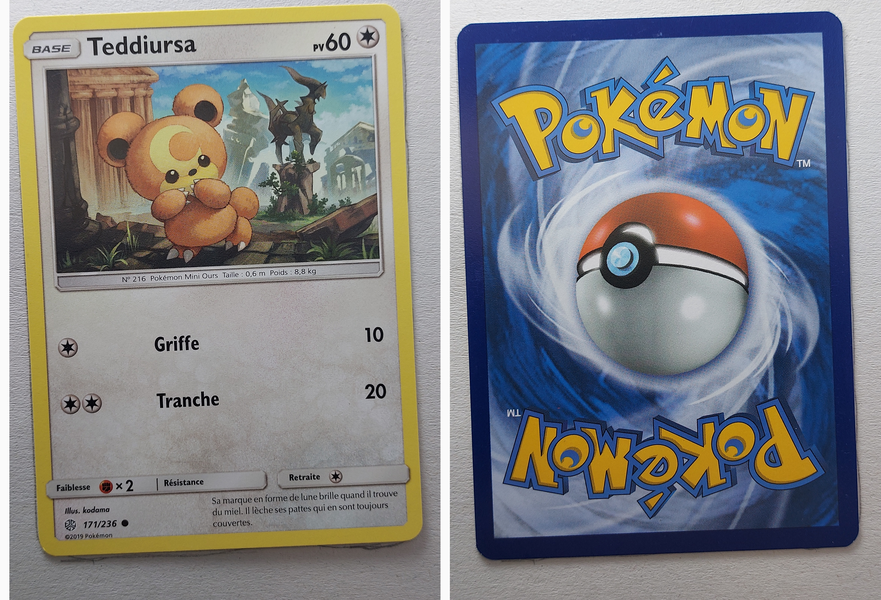 BASE Teddiursa PV60
N° 216 Pokémon Mini Ours Taille : 0,6 m Poids : 8,8 kg
Griffe 10
Tranche 20
Faiblesse × 2 Résistance Retraite
Illus. kodama
171/236
©2019 Pokémon
Sa marque en forme de lune brille quand il trouve
du miel. Il lèche ses pattes qui en sont toujours
couvertes.
POKéMON
TM
POKéMON
TM